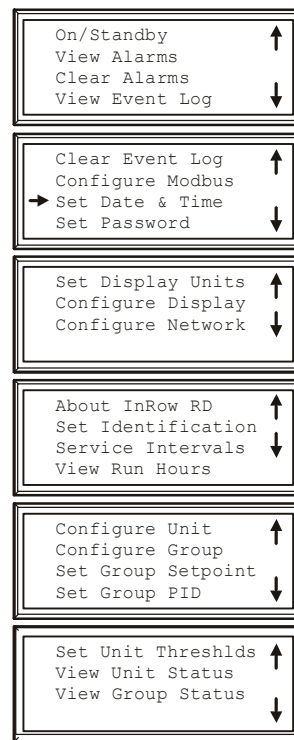 On/Standby
View Alarms
Clear Alarms
View Event Log
Clear Event Log
Configure Modbus
Set Date & Time
Set Password
Set Display Units
Configure Display
Configure Network
About InRow RD
Set Identification
Service Intervals
View Run Hours
Configure Unit
Configure Group
Set Group Setpoint
Set Group PID
Set Unit Threshlds
View Unit Status
View Group Status